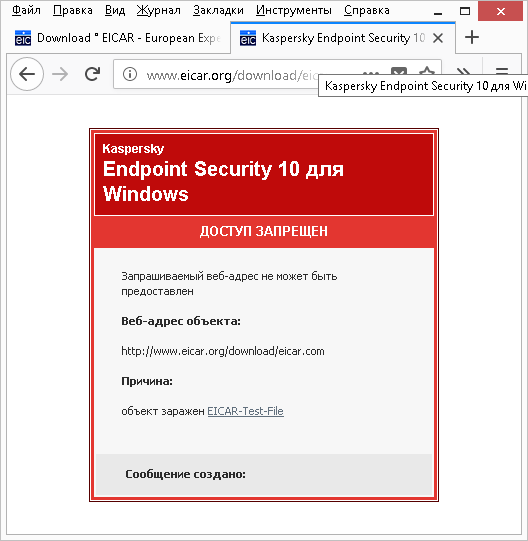 Файл Правка Вид Журнал Закладки Инструменты Справка
Download ° EICAR - European Expe
Kaspersky Endpoint Security 10
www.eicar.org/download/eic
Kaspersky Endpoint Security 10 для Wi
Kaspersky
Endpoint Security 10 для
Windows
ДОСТУП ЗАПРЕЩЕН
Запрашиваемый веб-адрес не может быть
предоставлен
Веб-адрес объекта:
http://www.eicar.org/download/eicar.com
Причина:
объект заражен EICAR-Test-File
Сообщение создано: